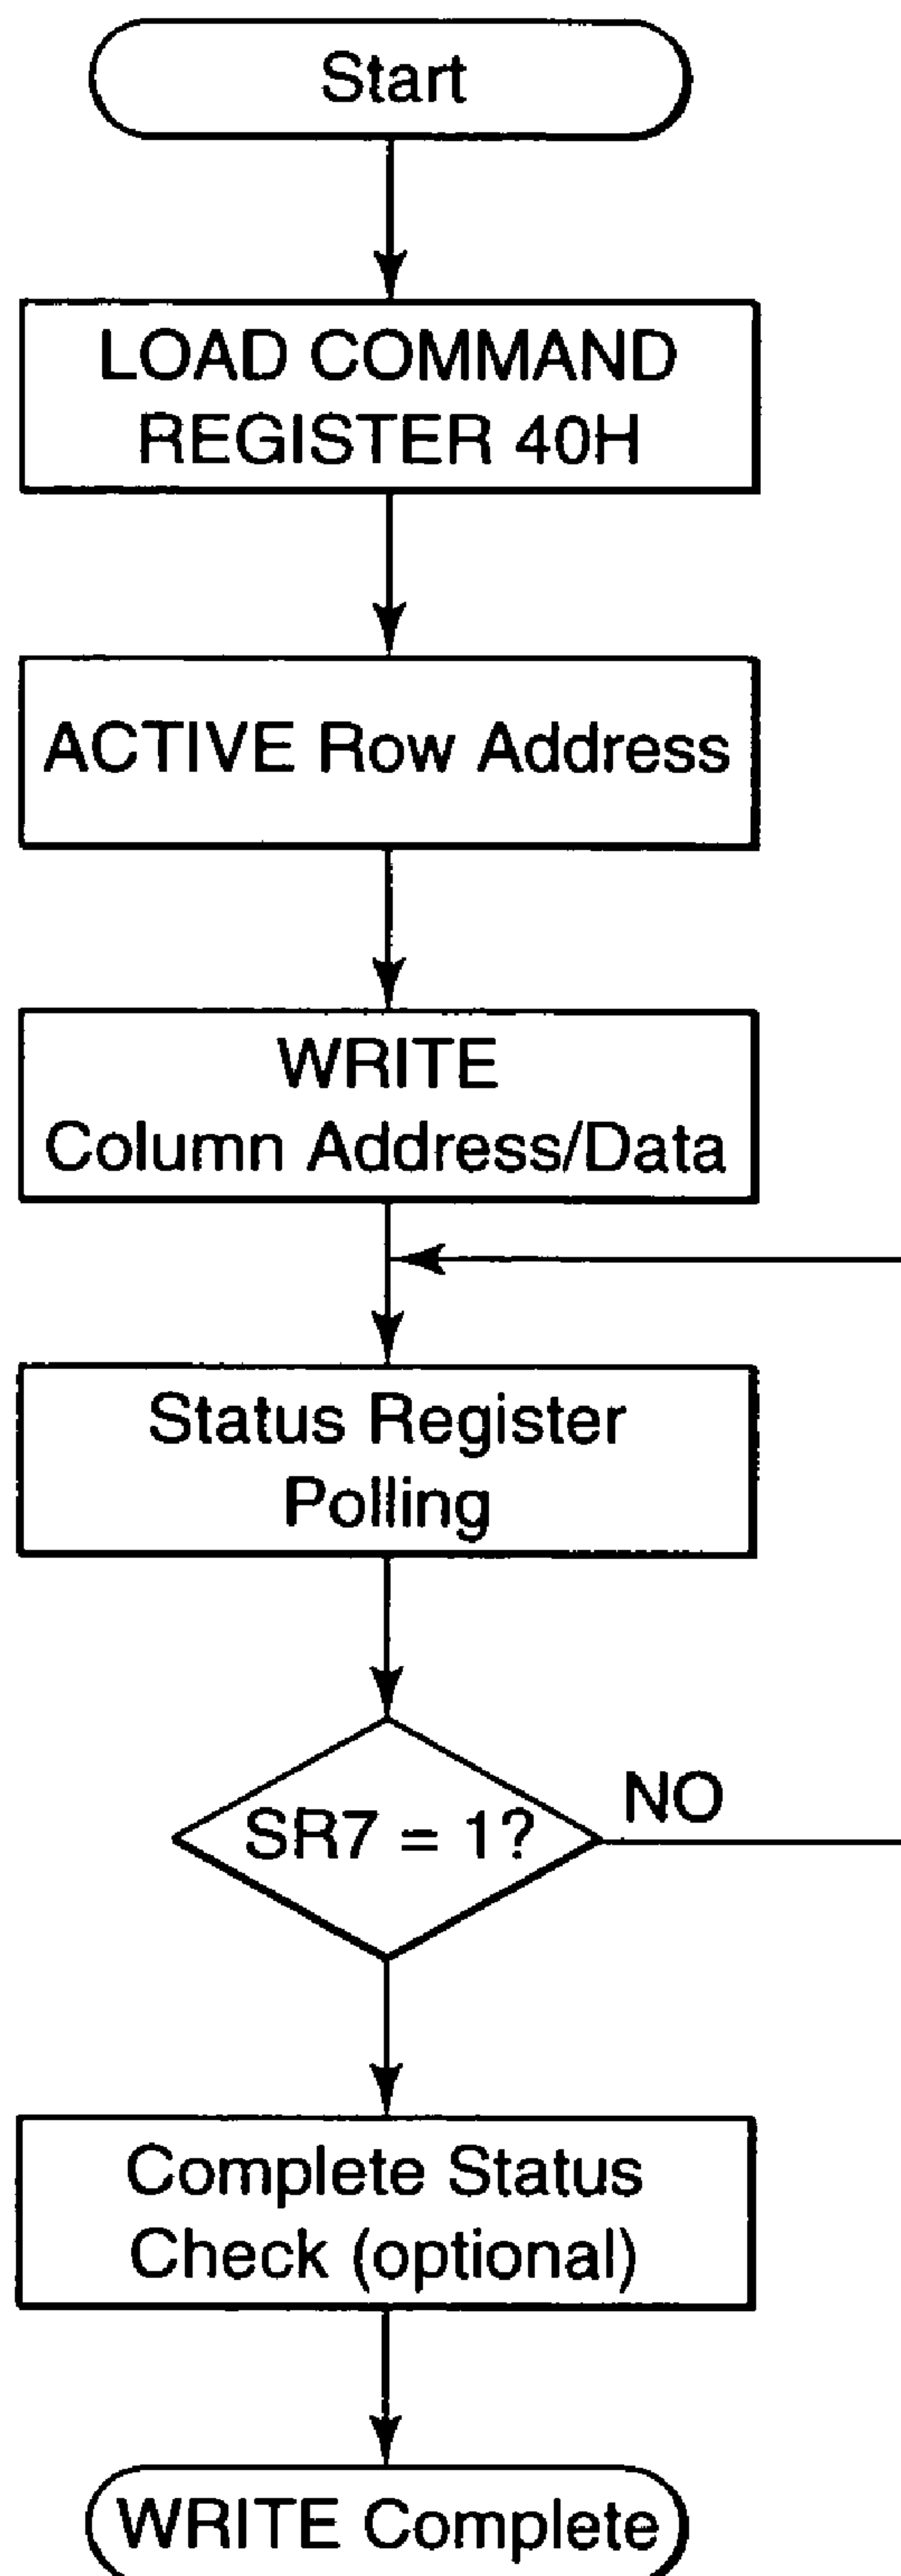 Start
LOAD COMMAND
REGISTER 40H
ACTIVE Row Address
WRITE
Column Address/Data
Status Register
Polling
SR7 = 1?
NO
Complete Status
Check (optional)
WRITE Complete